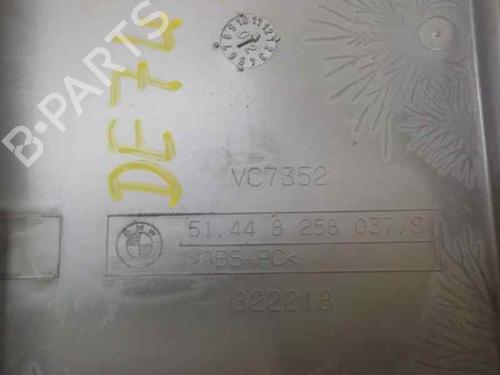 DE74
VC7352
BMW
51.44 8 258 037.9
>ABS+PC<
322218
B-Parts